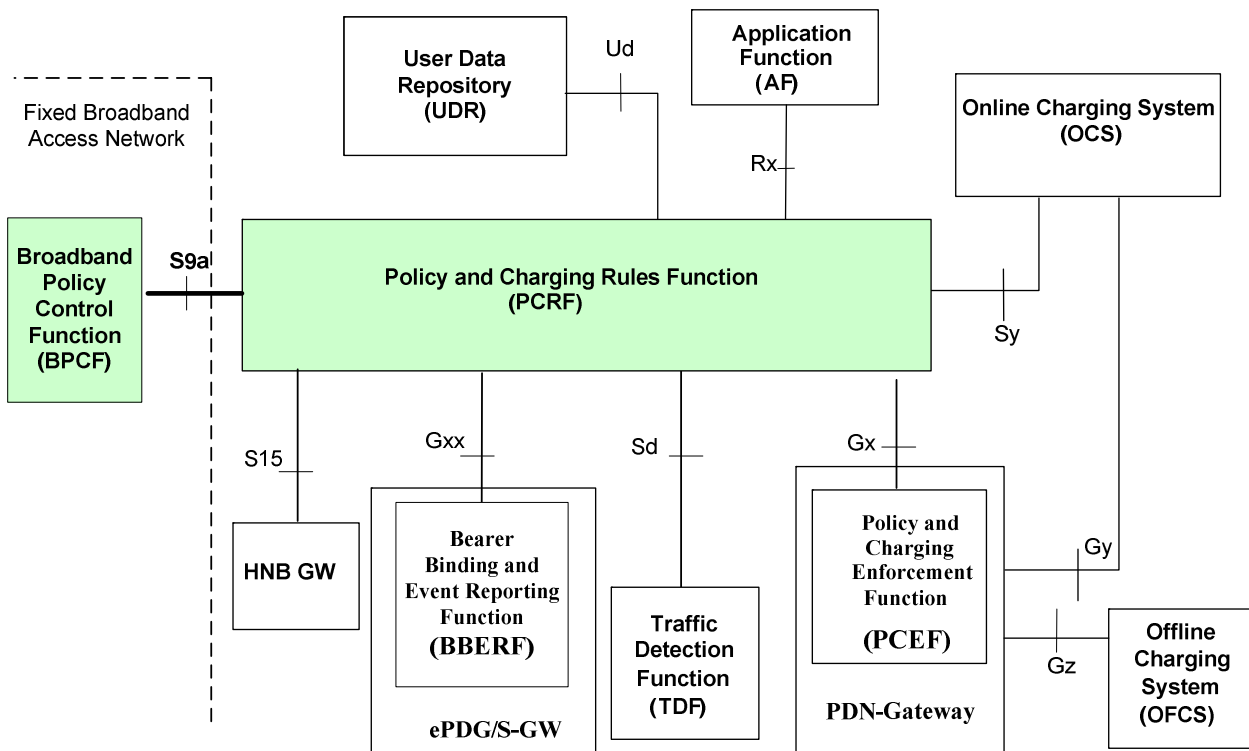 User Data
Repository
(UDR)
Ud
Application
Function
(AF)
Rx
Online Charging System
(OCS)
Fixed Broadband
Access Network
Broadband
Policy
Control
Function
(BPCF)
S9a
Policy and Charging Rules Function
(PCRF)
Sy
S15
Gxx
Sd
Gx
Gy
Gz
HNB GW
Bearer
Binding and
Event Reporting
Function
(BBERF)
ePDG/S-GW
Traffic
Detection
Function
(TDF)
Policy and
Charging
Enforcement
Function
(PCEF)
PDN-Gateway
Offline
Charging
System
(OFCS)